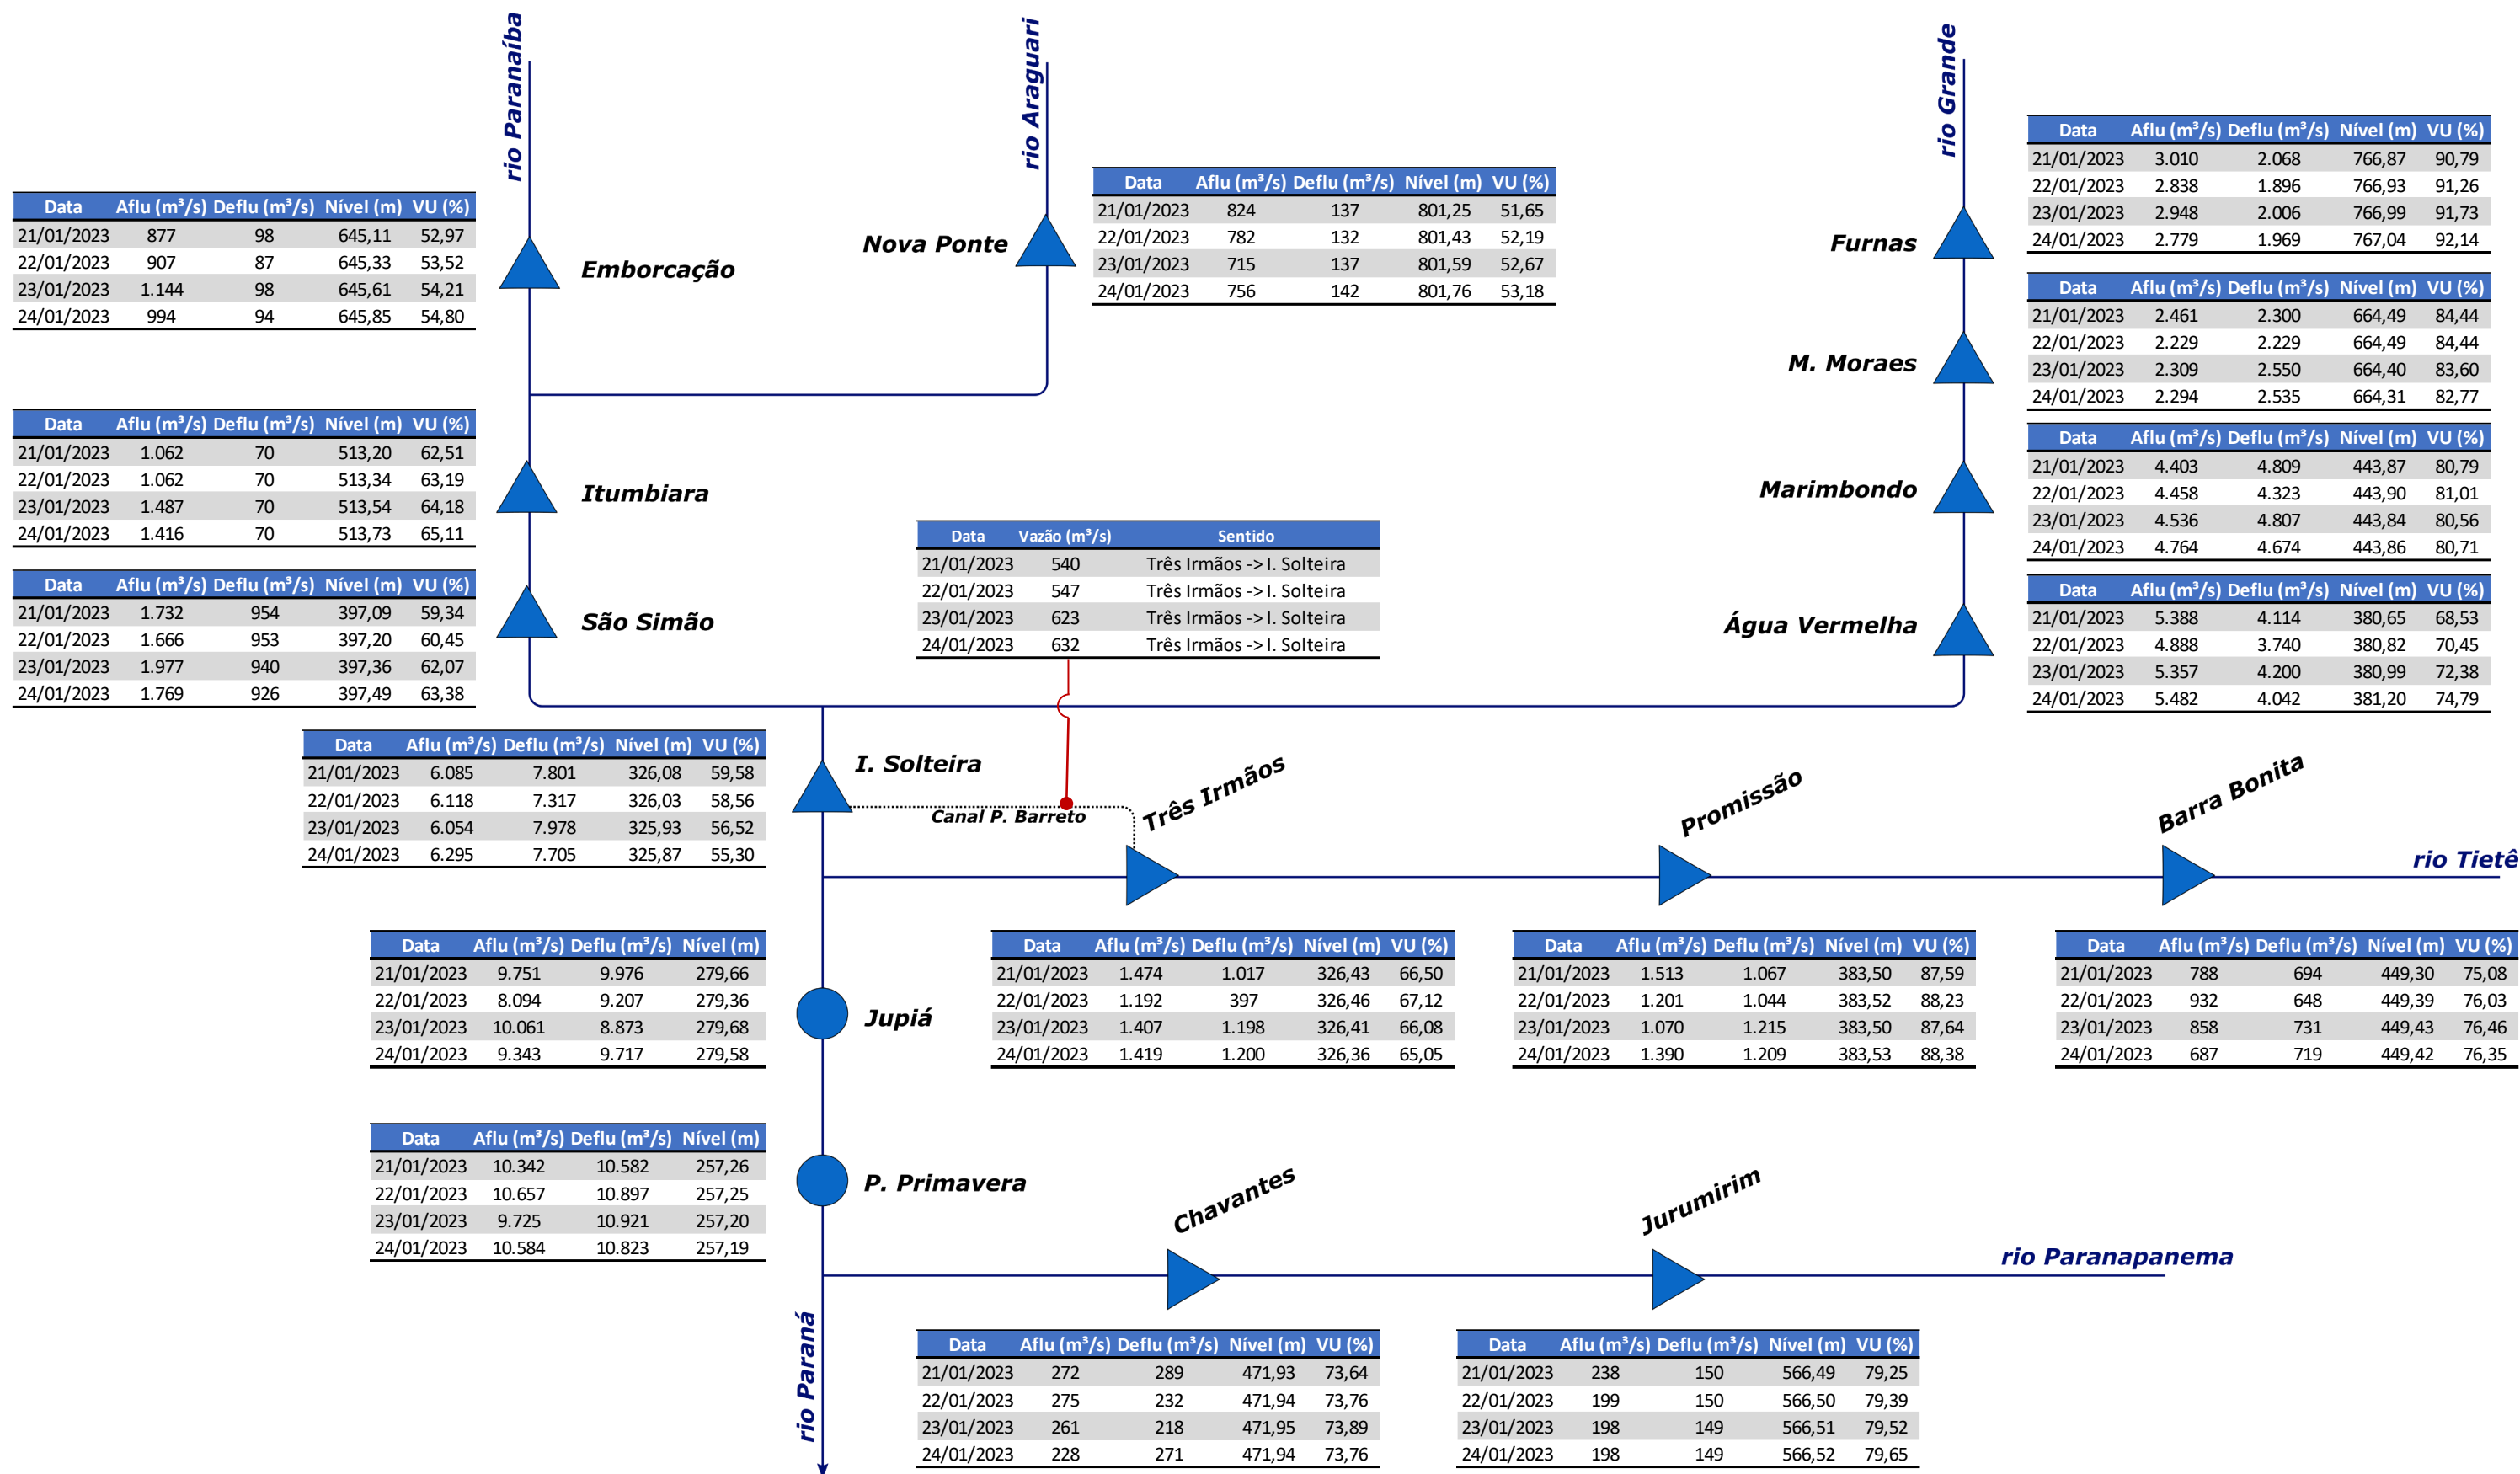 rio Paranaíba
rio Araguari
rio Grande
Data Aflu (m³/s) Deflu (m³/s) Nível (m) VU (%)
21/01/2023 3.010 2.068 766,87 90,79
22/01/2023 2.838 1.896 766,93 91,26
23/01/2023 2.948 2.006 766,99 91,73
24/01/2023 2.779 1.969 767,04 92,14
Furnas
Data Aflu (m³/s) Deflu (m³/s) Nível (m) VU (%)
21/01/2023 824 137 801,25 51,65
22/01/2023 782 132 801,43 52,19
23/01/2023 715 137 801,59 52,67
24/01/2023 756 142 801,76 53,18
Nova Ponte
Data Aflu (m³/s) Deflu (m³/s) Nível (m) VU (%)
21/01/2023 877 98 645,11 52,97
22/01/2023 907 87 645,33 53,52
23/01/2023 1.144 98 645,61 54,21
24/01/2023 994 94 645,85 54,80
Emborcação
Data Aflu (m³/s) Deflu (m³/s) Nível (m) VU (%)
21/01/2023 2.461 2.300 664,49 84,44
22/01/2023 2.229 2.229 664,49 84,44
23/01/2023 2.309 2.550 664,40 83,60
24/01/2023 2.294 2.535 664,31 82,77
M. Moraes
Data Aflu (m³/s) Deflu (m³/s) Nível (m) VU (%)
21/01/2023 1.062 70 513,20 62,51
22/01/2023 1.062 70 513,34 63,19
23/01/2023 1.487 70 513,54 64,18
24/01/2023 1.416 70 513,73 65,11
Itumbiara
Data Aflu (m³/s) Deflu (m³/s) Nível (m) VU (%)
21/01/2023 4.403 4.809 443,87 80,79
22/01/2023 4.458 4.323 443,90 81,01
23/01/2023 4.536 4.807 443,84 80,56
24/01/2023 4.764 4.674 443,86 80,71
Marimbondo
Data Vazão (m³/s) Sentido
21/01/2023 540 Três Irmãos -> I. Solteira
22/01/2023 547 Três Irmãos -> I. Solteira
23/01/2023 623 Três Irmãos -> I. Solteira
24/01/2023 632 Três Irmãos -> I. Solteira
Data Aflu (m³/s) Deflu (m³/s) Nível (m) VU (%)
21/01/2023 1.732 954 397,09 59,34
22/01/2023 1.666 953 397,20 60,45
23/01/2023 1.977 940 397,36 62,07
24/01/2023 1.769 926 397,49 63,38
São Simão
Data Aflu (m³/s) Deflu (m³/s) Nível (m) VU (%)
21/01/2023 5.388 4.114 380,65 68,53
22/01/2023 4.888 3.740 380,82 70,45
23/01/2023 5.357 4.200 380,99 72,38
24/01/2023 5.482 4.042 381,20 74,79
Água Vermelha
Data Aflu (m³/s) Deflu (m³/s) Nível (m) VU (%)
21/01/2023 6.085 7.801 326,08 59,58
22/01/2023 6.118 7.317 326,03 58,56
23/01/2023 6.054 7.978 325,93 56,52
24/01/2023 6.295 7.705 325,87 55,30
I. Solteira
Canal P. Barreto
Três Irmãos
Promissão
Barra Bonita
rio Tietê
Data Aflu (m³/s) Deflu (m³/s) Nível (m)
21/01/2023 9.751 9.976 279,66
22/01/2023 8.094 9.207 279,36
23/01/2023 10.061 8.873 279,68
24/01/2023 9.343 9.717 279,58
Jupiá
Data Aflu (m³/s) Deflu (m³/s) Nível (m) VU (%)
21/01/2023 1.474 1.017 326,43 66,50
22/01/2023 1.192 397 326,46 67,12
23/01/2023 1.407 1.198 326,41 66,08
24/01/2023 1.419 1.200 326,36 65,05
Data Aflu (m³/s) Deflu (m³/s) Nível (m) VU (%)
21/01/2023 1.513 1.067 383,50 87,59
22/01/2023 1.201 1.044 383,52 88,23
23/01/2023 1.070 1.215 383,50 87,64
24/01/2023 1.390 1.209 383,53 88,38
Data Aflu (m³/s) Deflu (m³/s) Nível (m) VU (%)
21/01/2023 788 694 449,30 75,08
22/01/2023 932 648 449,39 76,03
23/01/2023 858 731 449,43 76,46
24/01/2023 687 719 449,42 76,35
Data Aflu (m³/s) Deflu (m³/s) Nível (m)
21/01/2023 10.342 10.582 257,26
22/01/2023 10.657 10.897 257,25
23/01/2023 9.725 10.921 257,20
24/01/2023 10.584 10.823 257,19
P. Primavera
Chavantes
Jurumirim
rio Paranapanema
rio Paraná
Data Aflu (m³/s) Deflu (m³/s) Nível (m) VU (%)
21/01/2023 272 289 471,93 73,64
22/01/2023 275 232 471,94 73,76
23/01/2023 261 218 471,95 73,89
24/01/2023 228 271 471,94 73,76
Data Aflu (m³/s) Deflu (m³/s) Nível (m) VU (%)
21/01/2023 238 150 566,49 79,25
22/01/2023 199 150 566,50 79,39
23/01/2023 198 149 566,51 79,52
24/01/2023 198 149 566,52 79,65